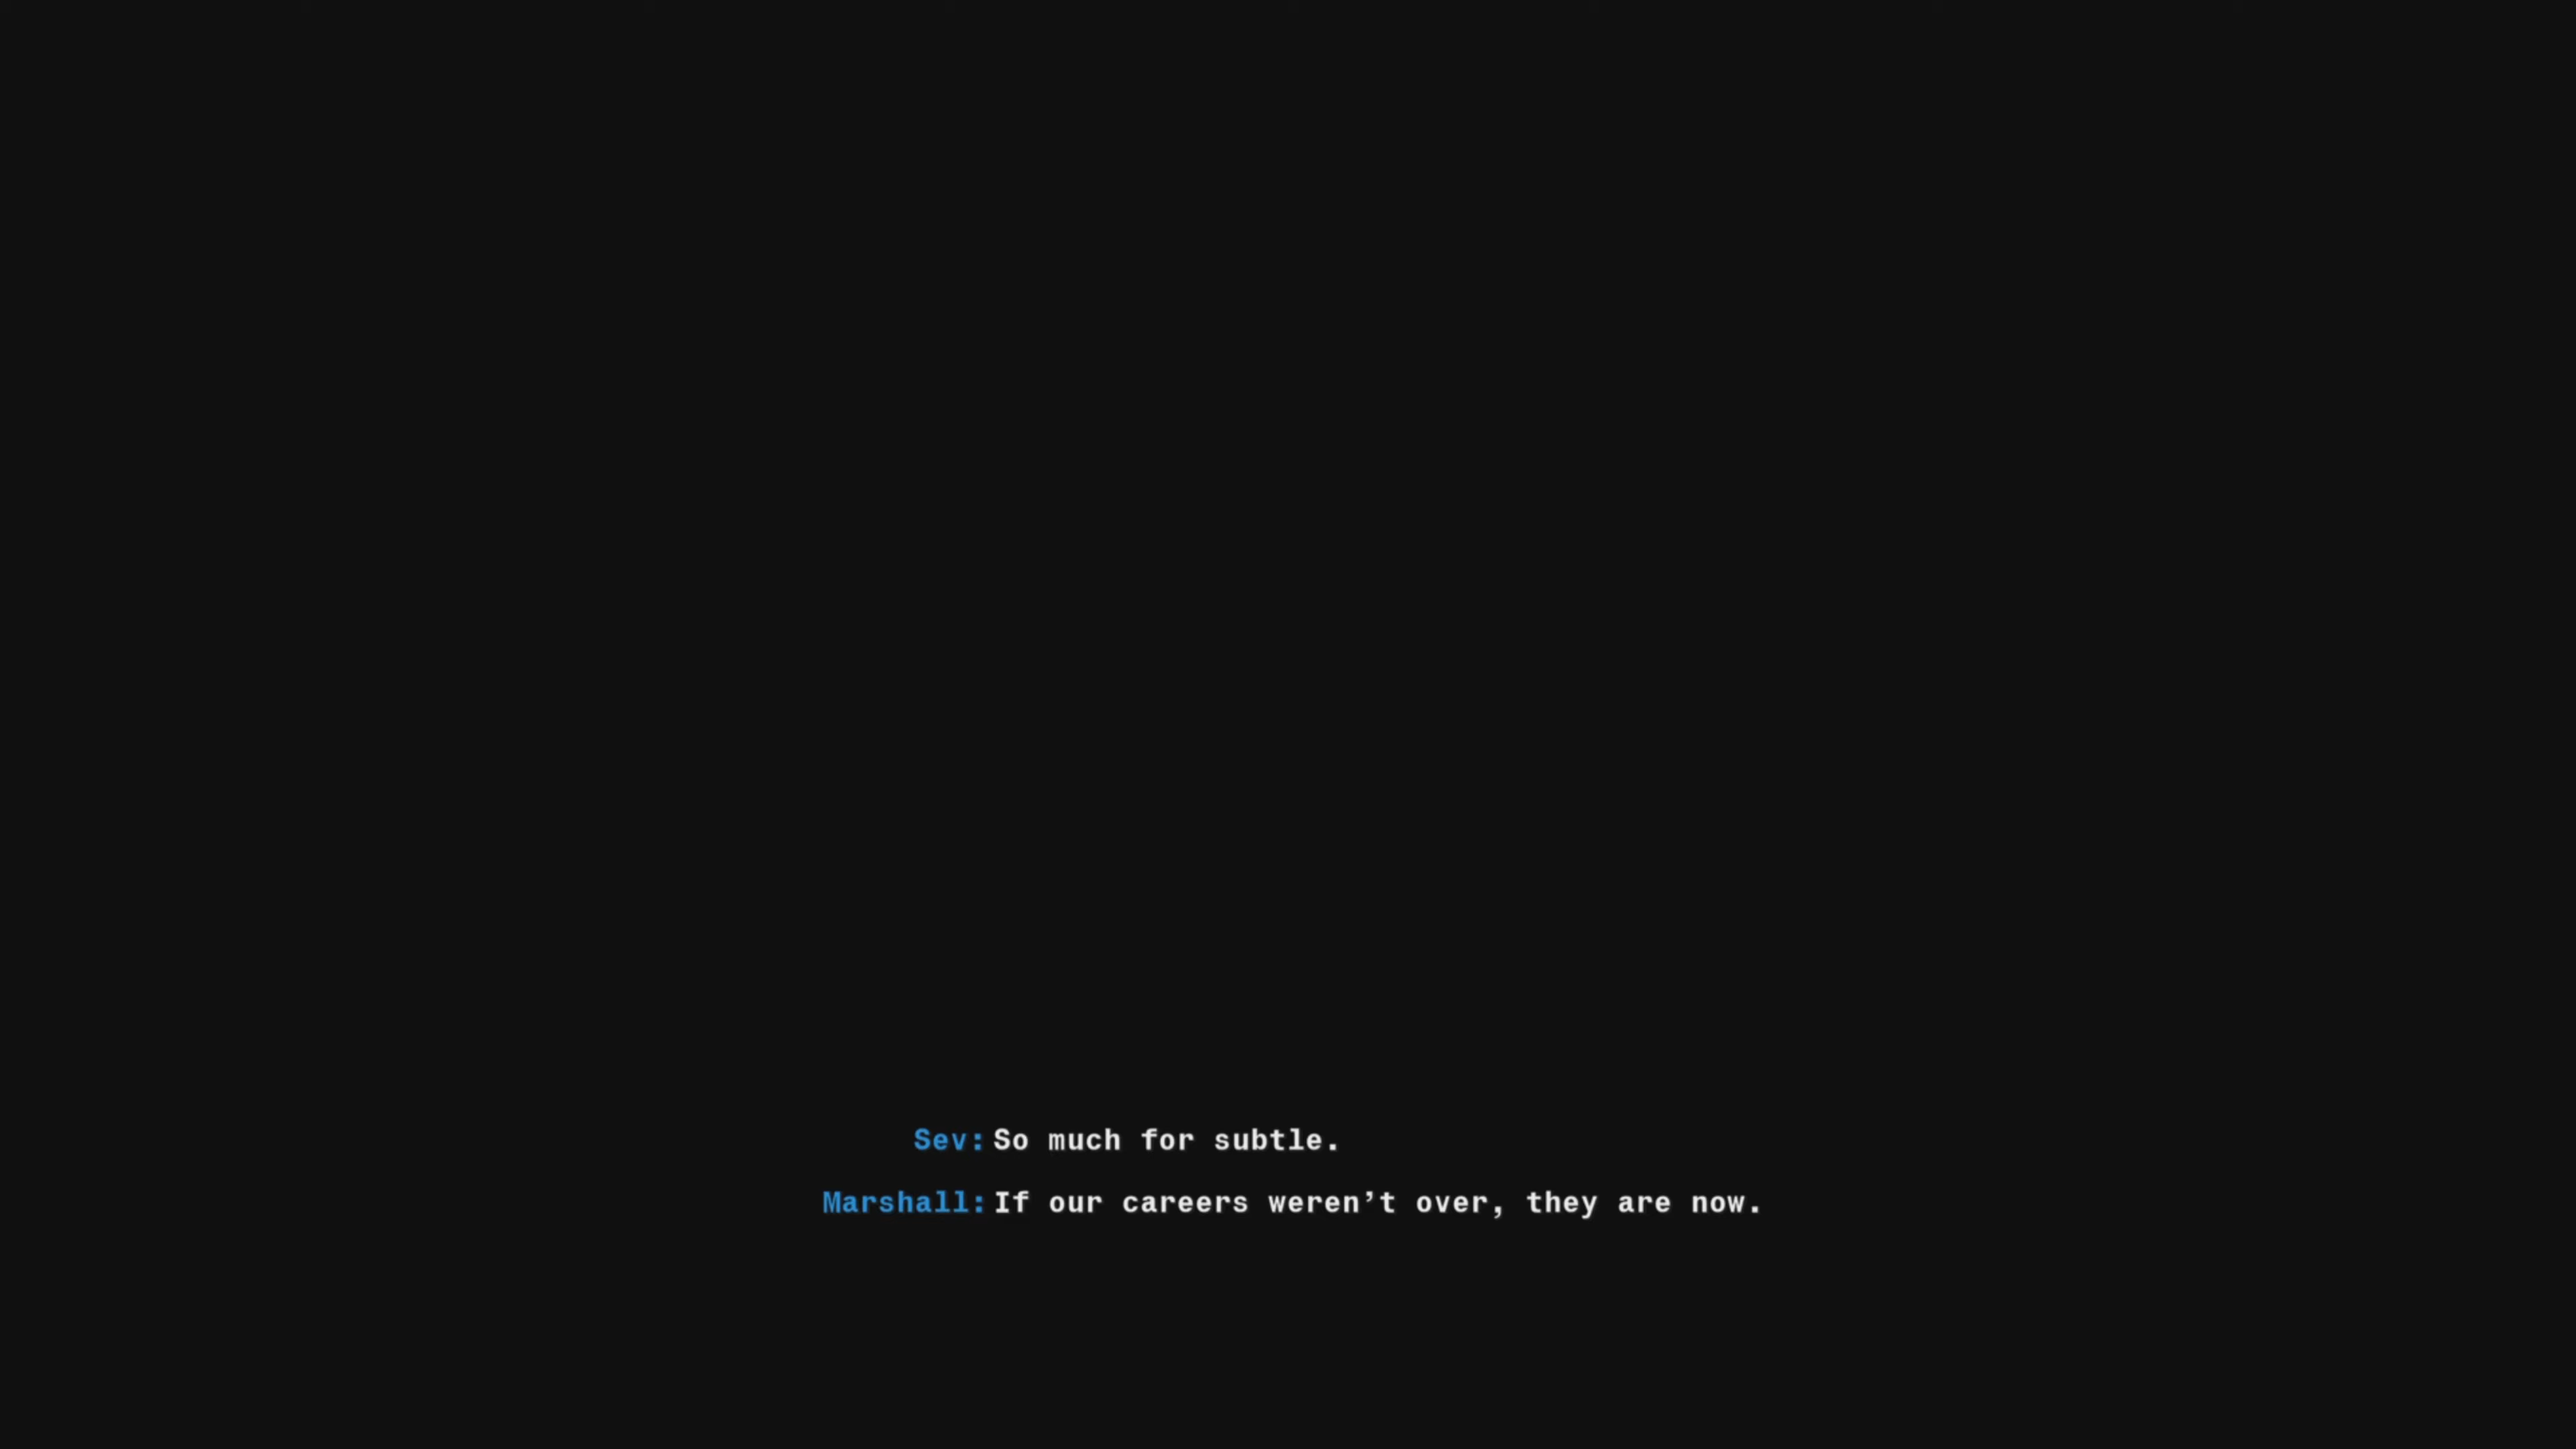 Sev: So much for subtle.
Marshall: If our careers weren’t over, they are now.